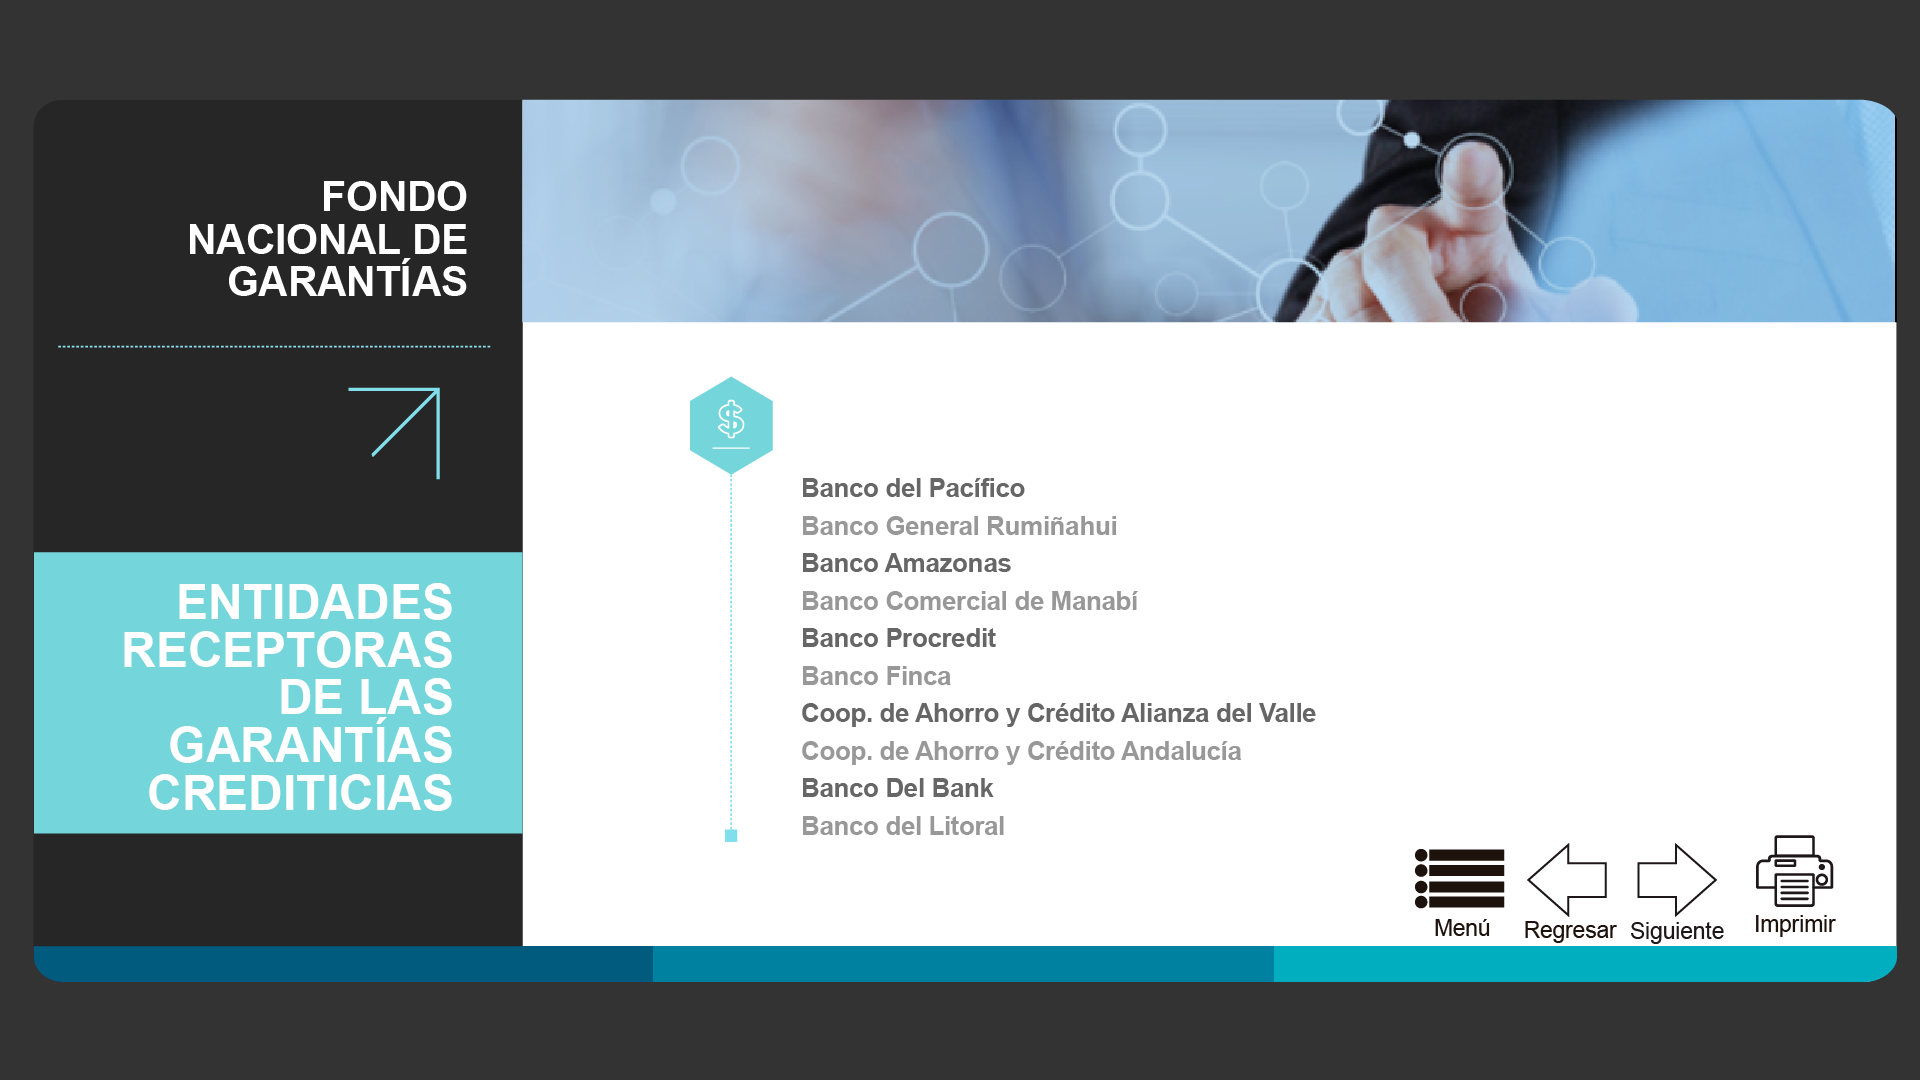 FONDO
NACIONAL DE
GARANTÍAS
ENTIDADES
RECEPTORAS
DE LAS
GARANTÍAS
CREDITICIAS
$
Banco del Pacífico
Banco General Rumiñahui
Banco Amazonas
Banco Comercial de Manabí
Banco Procredit
Banco Finca
Coop. de Ahorro y Crédito Alianza del Valle
Coop. de Ahorro y Crédito Andalucía
Banco Del Bank
Banco del Litoral
Menú
Regresar
Siguiente
Imprimir